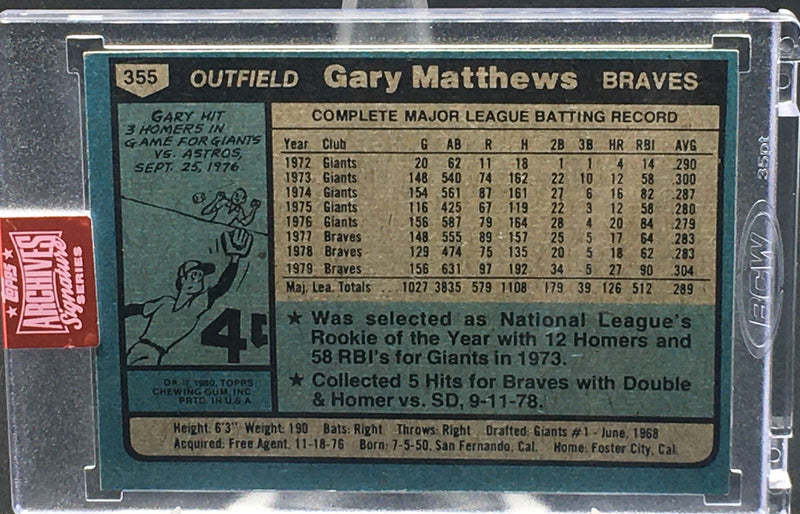 355 OUTFIELD Gary Matthews BRAVES
GARY HIT
3 HOMERS IN
GAME FOR GIANTS
VS. ASTROS,
SEPT. 25, 1976.
4
TOPPS
CHEWING GUM, INC.
PRTD. IN U.S.A.
COMPLETE MAJOR LEAGUE BATTING RECORD
Year Club G AB R H 2B 3B HR RBI AVG
1972 Giants 20 62 11 18 1 1 4 14 .290
1973 Giants 148 540 74 162 22 10 12 58 .300
1974 Giants 154 561 87 161 27 6 16 82 .287
1975 Giants 116 425 67 119 22 3 12 58 .280
1976 Giants 156 587 79 164 28 4 20 84 .279
1977 Braves 148 555 89 157 25 5 17 64 .283
1978 Braves 129 474 75 135 20 5 18 62 .283
1979 Braves 156 631 97 192 34 5 27 90 .304
Maj. Lea. Totals ... 1027 3835 579 1108 179 39 126 512 .289
★ Was selected as National League's
Rookie of the Year with 12 Homers and
58 RBI's for Giants in 1973.
★ Collected 5 Hits for Braves with Double
& Homer vs. SD, 9-11-78.
Height: 6'3" Weight: 190 Bats: Right Throws: Right Drafted: Giants #1 - June, 1968
Acquired: Free Agent, 11-18-76 Born: 7-5-50, San Fernando, Cal. Home: Foster City, Cal.
TOPPS
ARCHIVES
Signature
SERIES
35pt
BCW